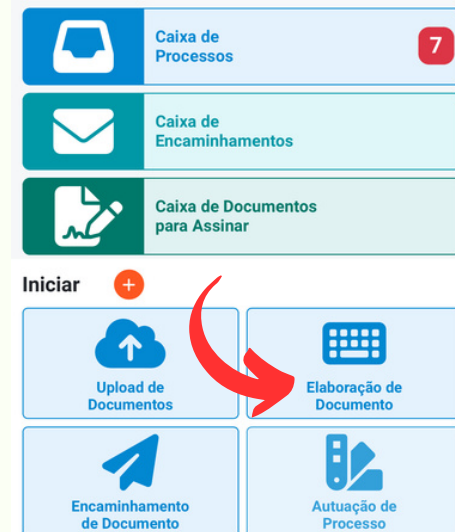 Caixa de
Processos
7
Caixa de
Encaminhamentos
Caixa de Documentos
para Assinar
Iniciar
Upload de
Documentos
Elaboração de
Documento
Encaminhamento
de Documento
Autuação de
Processo